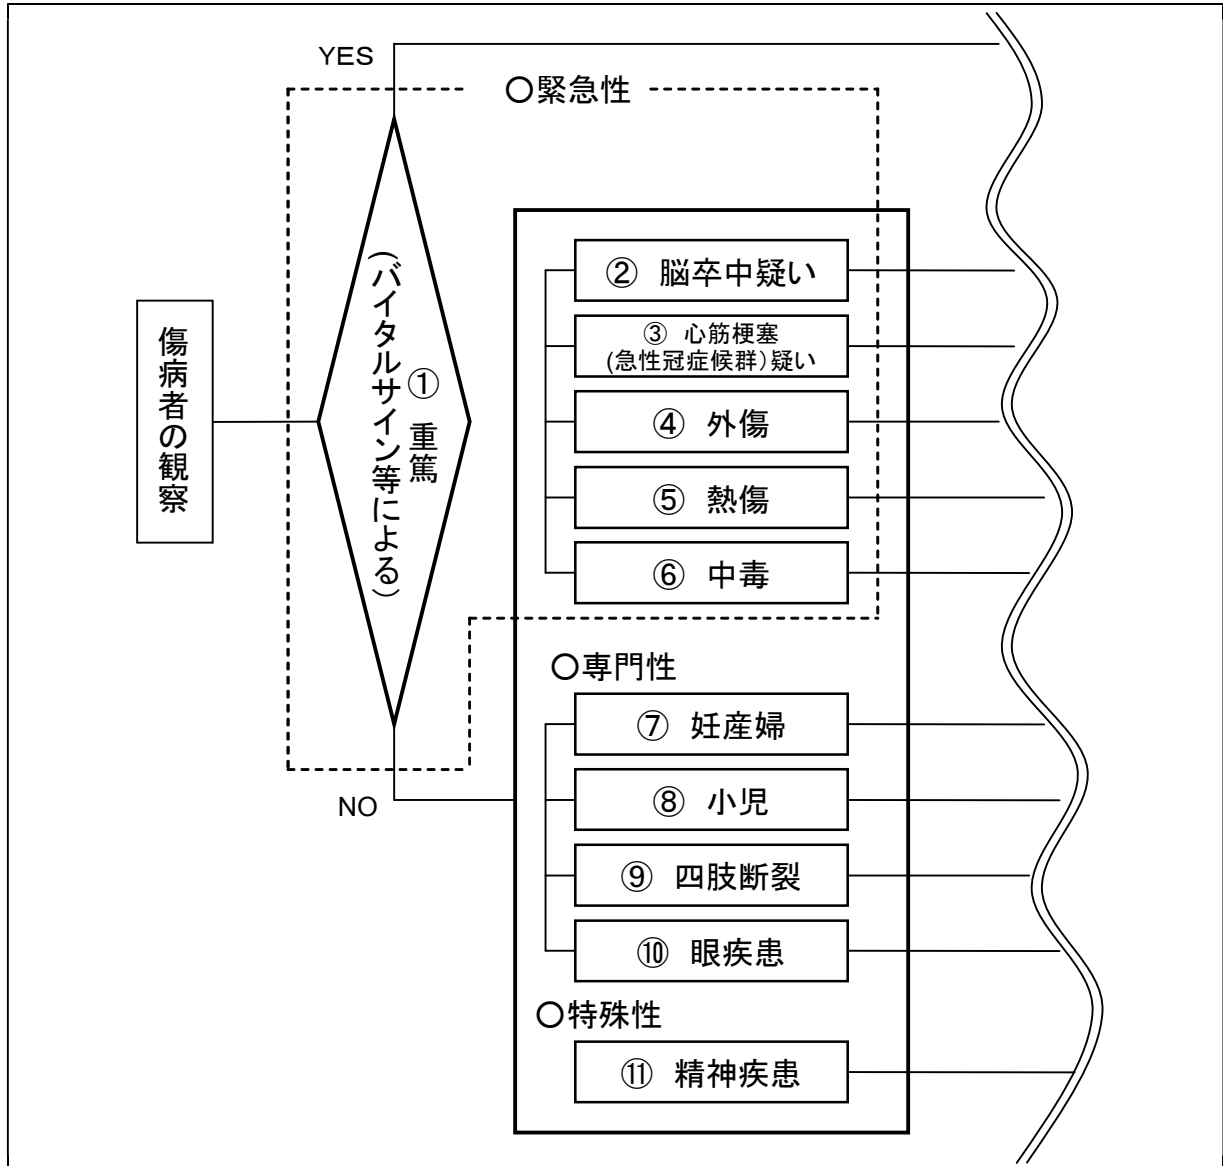 YES
○緊急性
傷病者の観察
① 重篤
(バイタルサイン等による)
② 脳卒中疑い
③ 心筋梗塞
(急性冠症候群)疑い
④ 外傷
⑤ 熱傷
⑥ 中毒
○専門性
⑦ 妊産婦
NO
⑧ 小児
⑨ 四肢断裂
⑩ 眼疾患
○特殊性
⑪ 精神疾患